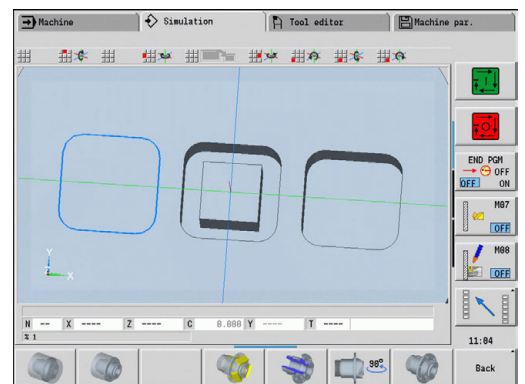 Machine
Simulation
Tool editor
Machine par.
END PGM
OFF
OFF ON
M07
OFF
M08
OFF
Y
X
N -- X ---- Z ---- C 0.000 Y ---- T ----
% 1
11:04
90°
Back